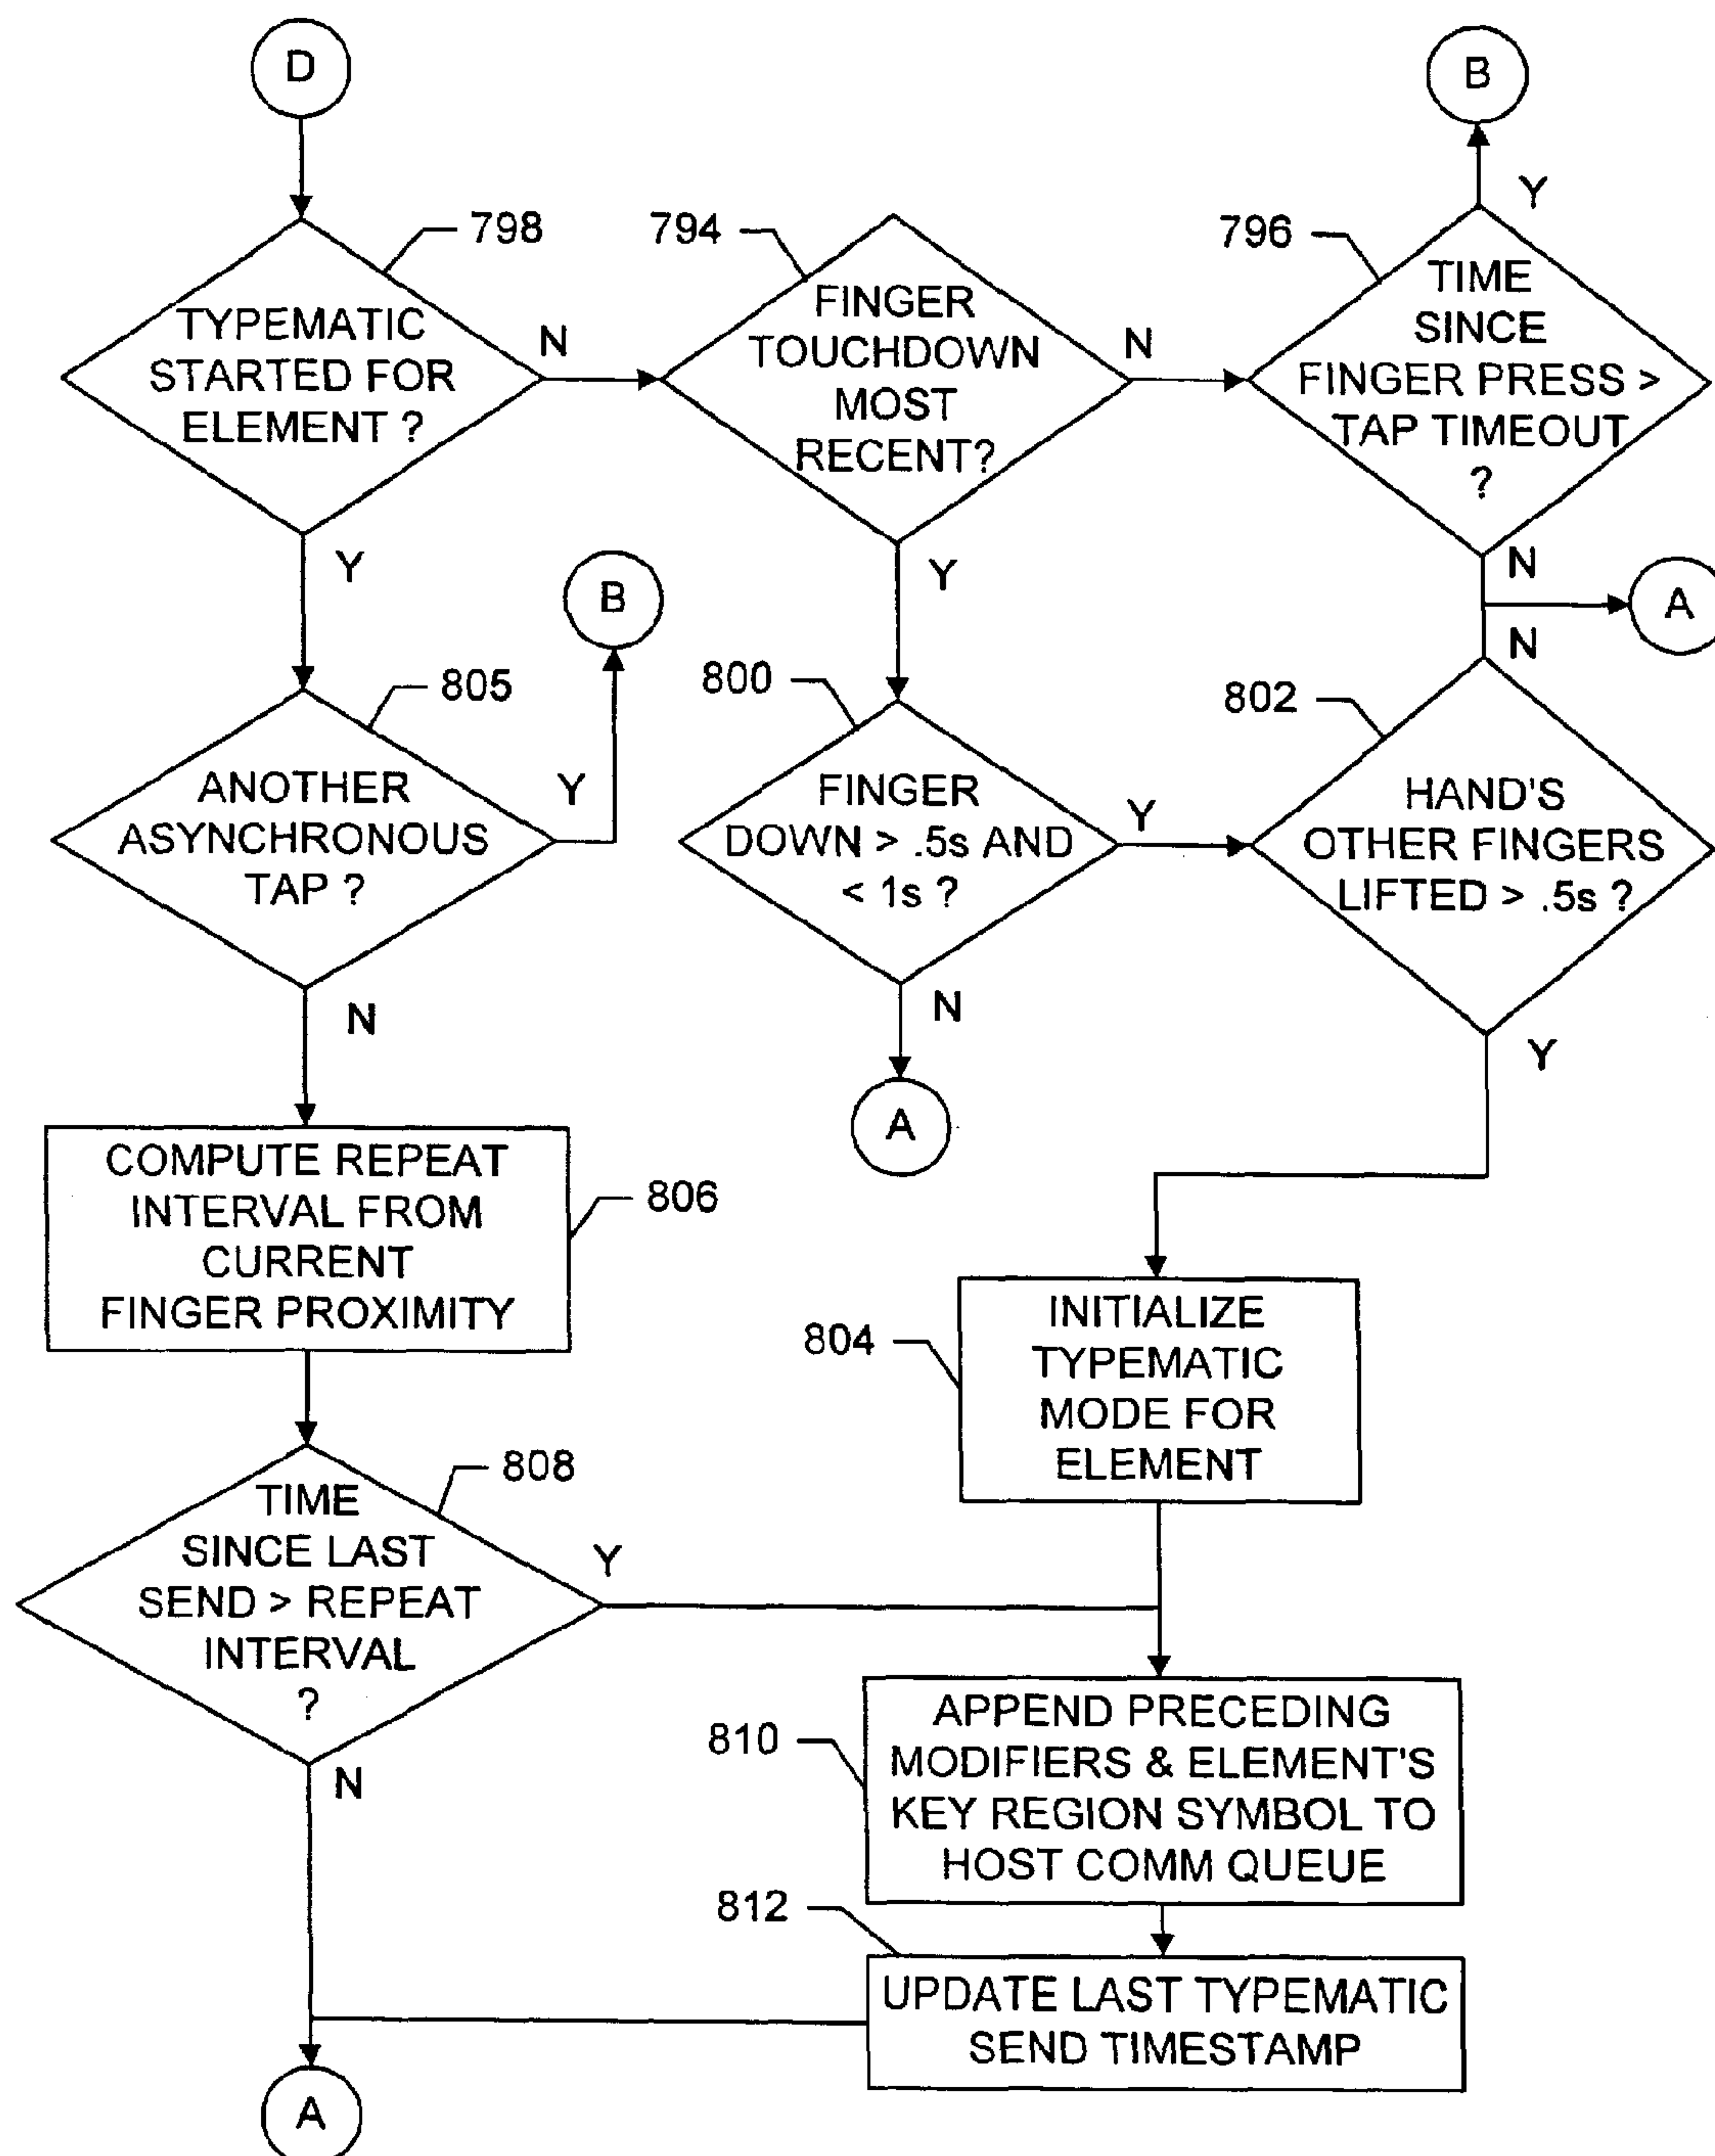 D
B
798
794
796
TYPEMATIC
STARTED FOR
ELEMENT ?
N
Y
FINGER
TOUCHDOWN
MOST
RECENT?
N
Y
TIME
SINCE
FINGER PRESS >
TAP TIMEOUT
?
Y
N
A
B
805
ANOTHER
ASYNCHRONOUS
TAP ?
Y
N
800
FINGER
DOWN > .5s AND
< 1s ?
Y
N
A
802
N
HAND'S
OTHER FINGERS
LIFTED > .5s ?
Y
COMPUTE REPEAT
INTERVAL FROM
CURRENT
FINGER PROXIMITY
806
804
INITIALIZE
TYPEMATIC
MODE FOR
ELEMENT
808
TIME
SINCE LAST
SEND > REPEAT
INTERVAL
?
Y
N
810
APPEND PRECEDING
MODIFIERS & ELEMENT'S
KEY REGION SYMBOL TO
HOST COMM QUEUE
812
UPDATE LAST TYPEMATIC
SEND TIMESTAMP
A